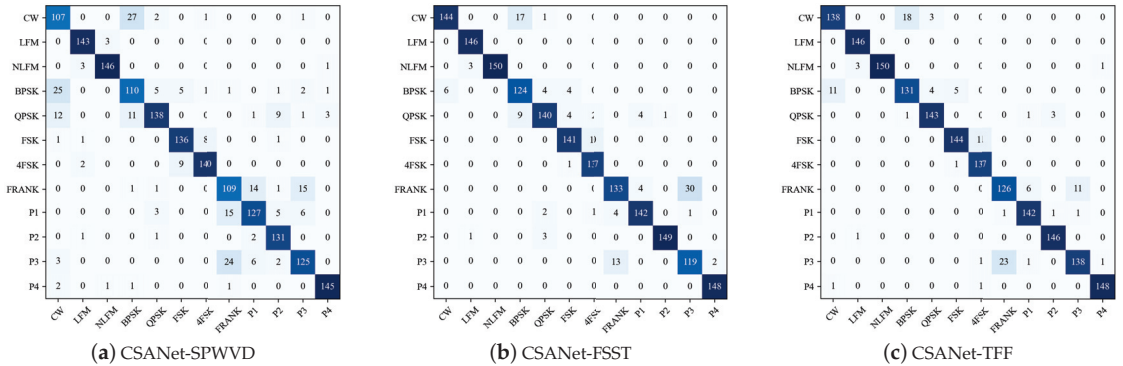 CW 107 0 0 27 2 0 1 0 0 0 1 0
LFM 0 143 3 0 0 0 0 0 0 0 0 0
NLFM 0 3 146 0 0 0 0 0 0 0 0 1
BPSK 25 0 0 110 5 5 1 1 0 1 2 1
QPSK 12 0 0 11 138 0 0 0 1 9 1 3
FSK 1 1 0 0 0 136 8 0 0 1 0 0
4FSK 0 2 0 0 0 9 140 0 0 0 0 0
FRANK 0 0 0 1 1 0 0 109 14 1 15 0
P1 0 0 0 0 3 0 0 15 127 5 6 0
P2 0 1 0 0 1 0 0 0 2 131 0 0
P3 3 0 0 0 0 0 0 24 6 2 125 0
P4 2 0 1 1 0 0 0 1 0 0 0 145
CW LFM NLFM BPSK QPSK FSK 4FSK FRANK P1 P2 P3 P4
(a) CSANet-SPWVD
CW 144 0 0 17 1 0 0 0 0 0 0 0
LFM 0 146 0 0 0 0 0 0 0 0 0 0
NLFM 0 3 150 0 0 0 0 0 0 0 0 0
BPSK 6 0 0 124 4 4 0 0 0 0 0 0
QPSK 0 0 0 9 140 4 2 0 4 1 0 0
FSK 0 0 0 0 0 141 10 0 0 0 0 0
4FSK 0 0 0 0 0 1 137 0 0 0 0 0
FRANK 0 0 0 0 0 0 0 133 4 0 30 0
P1 0 0 0 0 2 0 1 4 142 0 1 0
P2 0 1 0 0 3 0 0 0 0 149 0 0
P3 0 0 0 0 0 0 0 13 0 0 119 2
P4 0 0 0 0 0 0 0 0 0 0 0 148
CW LFM NLFM BPSK QPSK FSK 4FSK FRANK P1 P2 P3 P4
(b) CSANet-FSST
CW 138 0 0 18 3 0 0 0 0 0 0 0
LFM 0 146 0 0 0 0 0 0 0 0 0 0
NLFM 0 3 150 0 0 0 0 0 0 0 0 1
BPSK 11 0 0 131 4 5 0 0 0 0 0 0
QPSK 0 0 0 1 143 0 0 0 1 3 0 0
FSK 0 0 0 0 0 144 11 0 0 0 0 0
4FSK 0 0 0 0 0 1 137 0 0 0 0 0
FRANK 0 0 0 0 0 0 0 126 6 0 11 0
P1 0 0 0 0 0 0 0 1 142 1 1 0
P2 0 1 0 0 0 0 0 0 0 146 0 0
P3 0 0 0 0 0 0 1 23 1 0 138 1
P4 1 0 0 0 0 0 1 0 0 0 0 148
CW LFM NLFM BPSK QPSK FSK 4FSK FRANK P1 P2 P3 P4
(c) CSANet-TFF